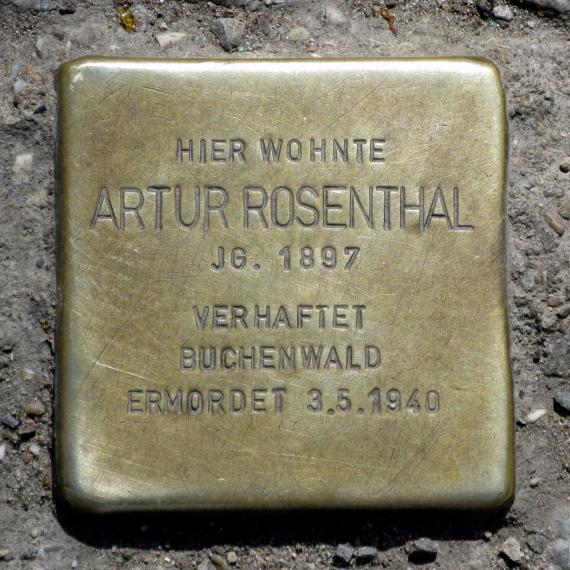 HIER WOHNTE
ARTUR ROSENTHAL
JG. 1897
VERHAFTET
BUCHENWALD
ERMORDET 3.5.1940